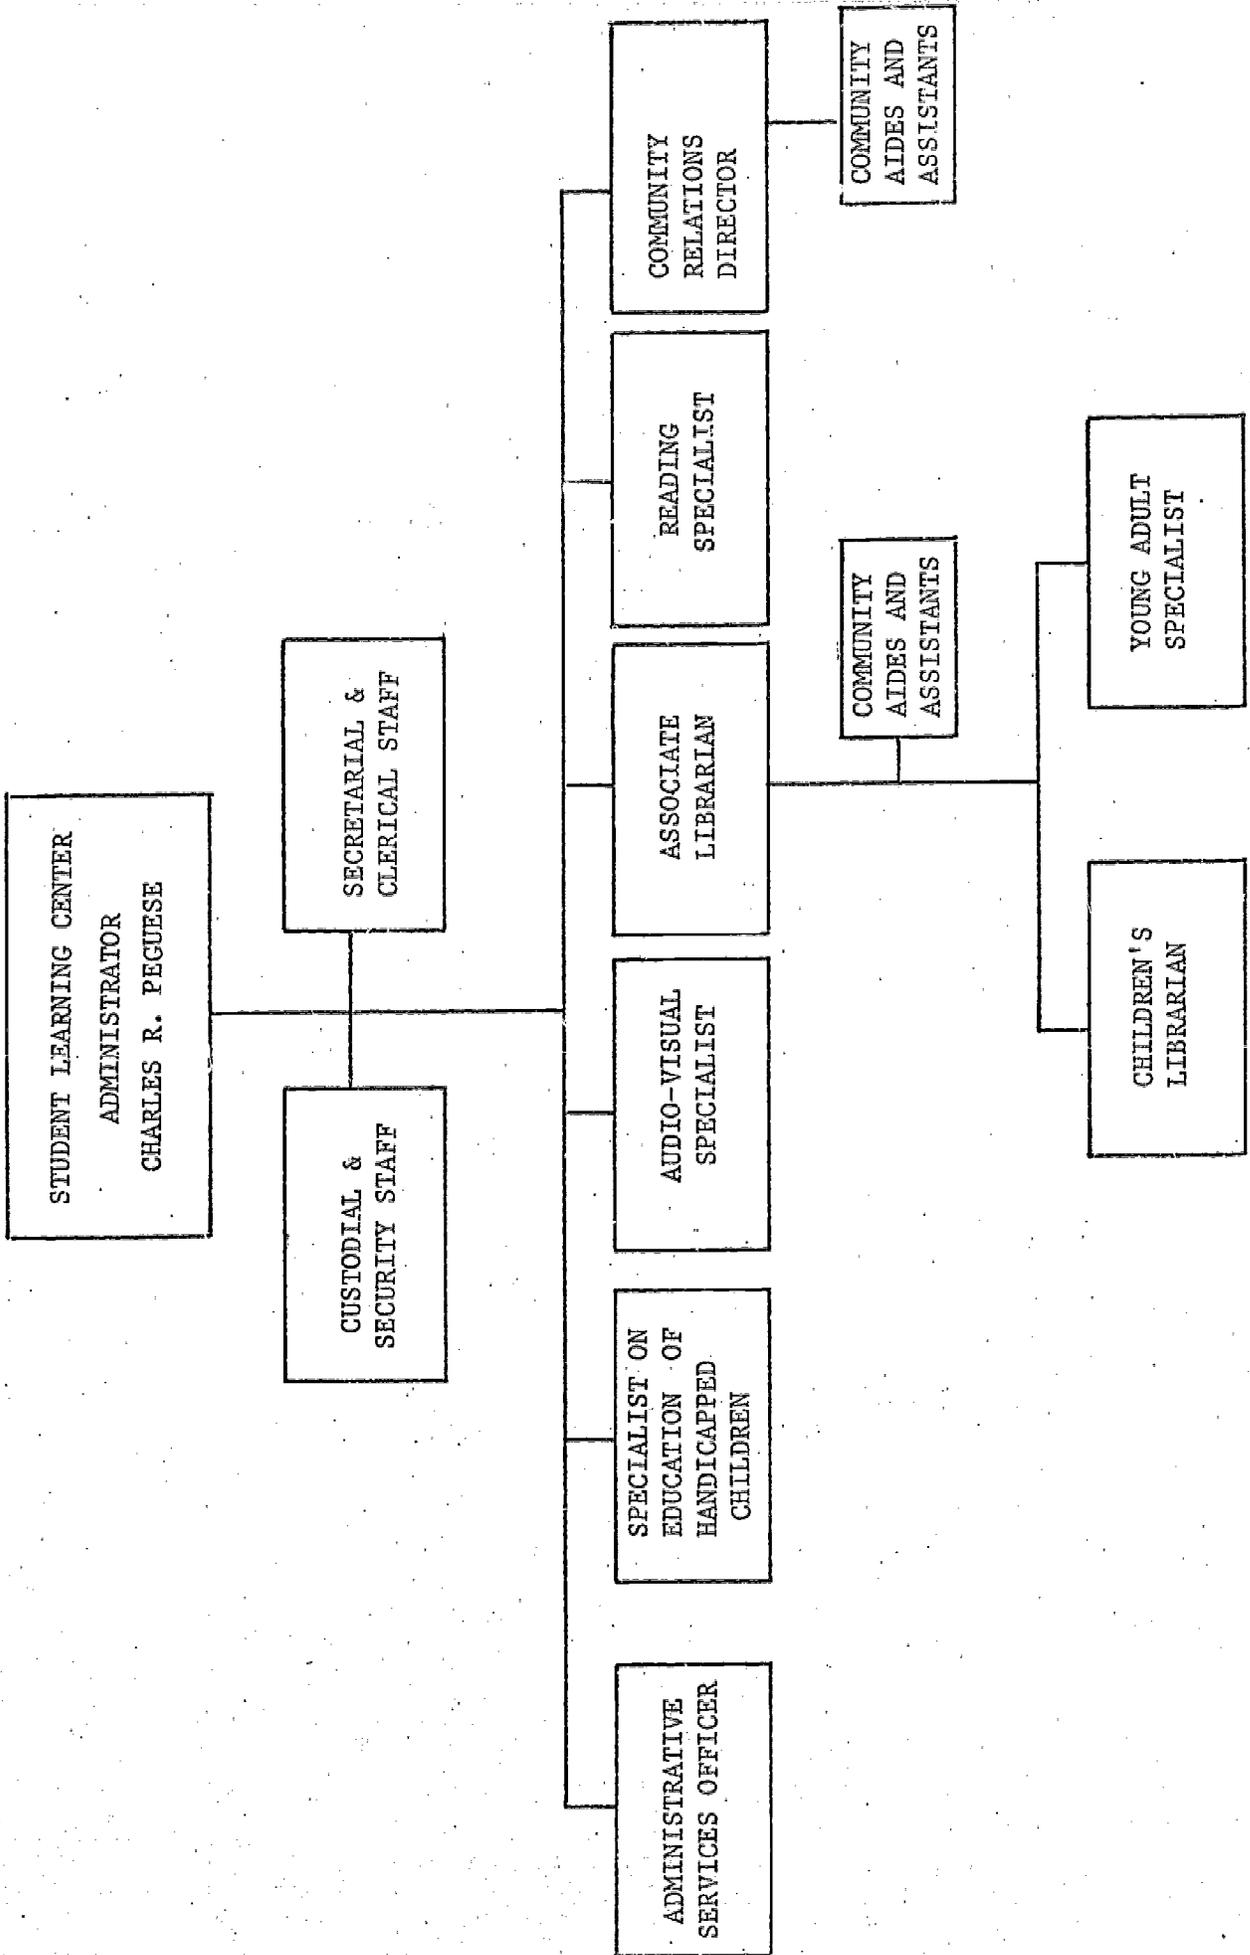 STUDENT LEARNING CENTER
ADMINISTRATOR
CHARLES R. PEGUESE
CUSTODIAL &
SECURITY STAFF
SECRETARIAL &
CLERICAL STAFF
ADMINISTRATIVE
SERVICES OFFICER
SPECIALIST ON
EDUCATION OF
HANDICAPPED
CHILDREN
AUDIO-VISUAL
SPECIALIST
ASSOCIATE
LIBRARIAN
READING
SPECIALIST
COMMUNITY
RELATIONS
DIRECTOR
COMMUNITY
AIDES AND
ASSISTANTS
COMMUNITY
AIDES AND
ASSISTANTS
CHILDREN'S
LIBRARIAN
YOUNG ADULT
SPECIALIST